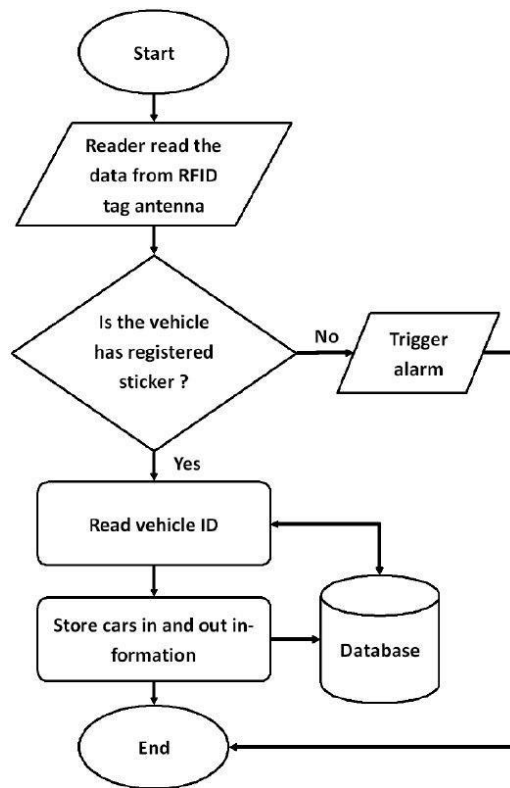 Start
Reader read the
data from RFID
tag antenna
Is the vehicle
has registered
sticker ?
No
Trigger
alarm
Yes
Read vehicle ID
Store cars in and out in-
formation
Database
End